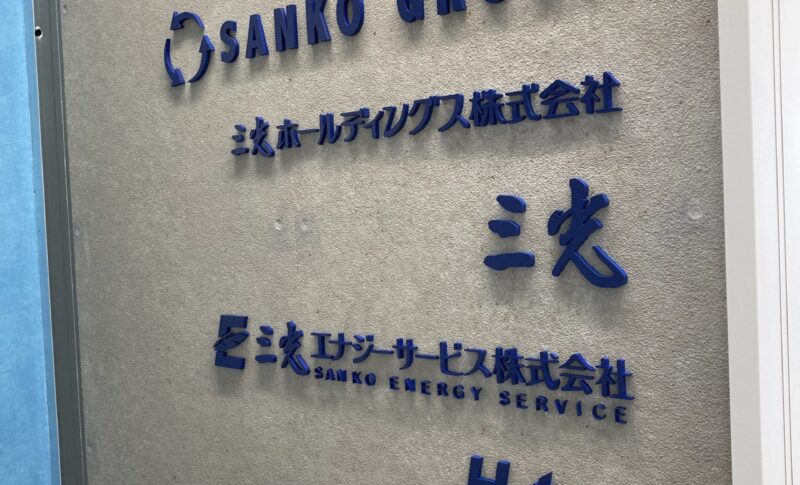 SANKO
三光ホールディングス株式会社
三光
三光エナジーサービス株式会社
SANKO ENERGY SERVICE